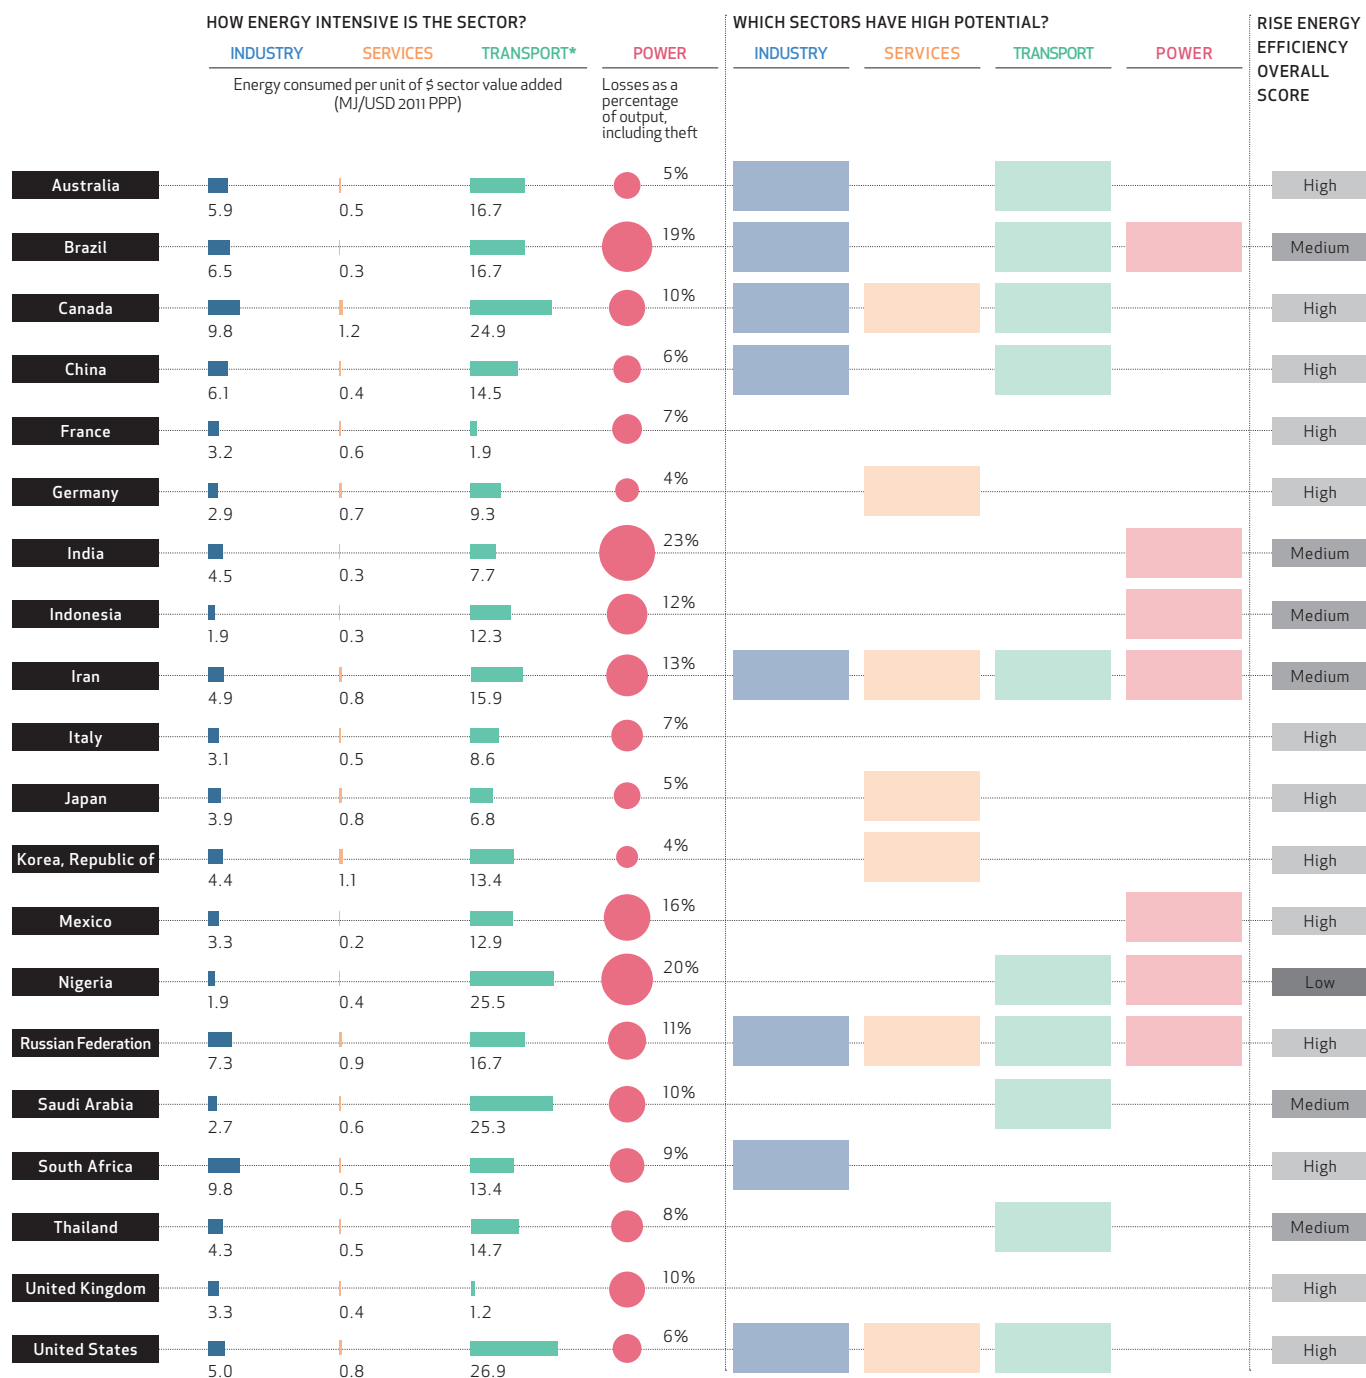 HOW ENERGY INTENSIVE IS THE SECTOR?
WHICH SECTORS HAVE HIGH POTENTIAL?
RISE ENERGY
EFFICIENCY
OVERALL
SCORE
INDUSTRY SERVICES TRANSPORT* POWER INDUSTRY SERVICES TRANSPORT POWER
Energy consumed per unit of $ sector value added
(MJ/USD 2011 PPP)
Losses as a
percentage
of output,
including theft
Australia 5% High
5.9 0.5 16.7
Brazil 19% Medium
6.5 0.3 16.7
Canada 10% High
9.8 1.2 24.9
China 6% High
6.1 0.4 14.5
France 7% High
3.2 0.6 1.9
Germany 4% High
2.9 0.7 9.3
India 23% Medium
4.5 0.3 7.7
Indonesia 12% Medium
1.9 0.3 12.3
Iran 13% Medium
4.9 0.8 15.9
Italy 7% High
3.1 0.5 8.6
Japan 5% High
3.9 0.8 6.8
Korea, Republic of 4% High
4.4 1.1 13.4
Mexico 16% High
3.3 0.2 12.9
Nigeria 20% Low
1.9 0.4 25.5
Russian Federation 11% High
7.3 0.9 16.7
Saudi Arabia 10% Medium
2.7 0.6 25.3
South Africa 9% High
9.8 0.5 13.4
Thailand 8% Medium
4.3 0.5 14.7
United Kingdom 10% High
3.3 0.4 1.2
United States 6% High
5.0 0.8 26.9